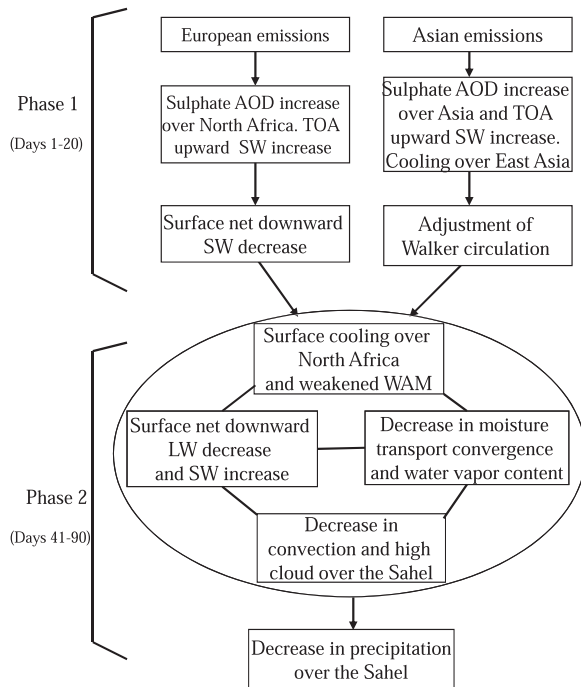 European emissions
Asian emissions
Phase 1
(Days 1-20)
Sulphate AOD increase
over North Africa. TOA
upward SW increase
Sulphate AOD increase
over Asia and TOA
upward SW increase.
Cooling over East Asia
Surface net downward
SW decrease
Adjustment of
Walker circulation
Phase 2
(Days 41-90)
Surface cooling over
North Africa
and weakened WAM
Surface net downward
LW decrease
and SW increase
Decrease in moisture
transport convergence
and water vapor content
Decrease in
convection and high
cloud over the Sahel
Decrease in precipitation
over the Sahel